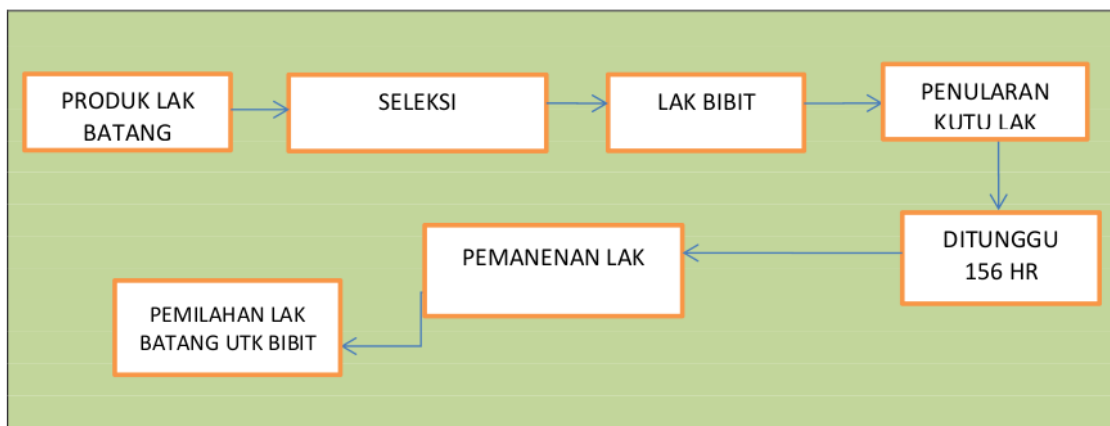 PRODUK LAK
BATANG
SELEKSI
LAK BIBIT
PENULARAN
KUTU LAK
DITUNGGU
156 HR
PEMANENAN LAK
PEMILAHAN LAK
BATANG UTK BIBIT